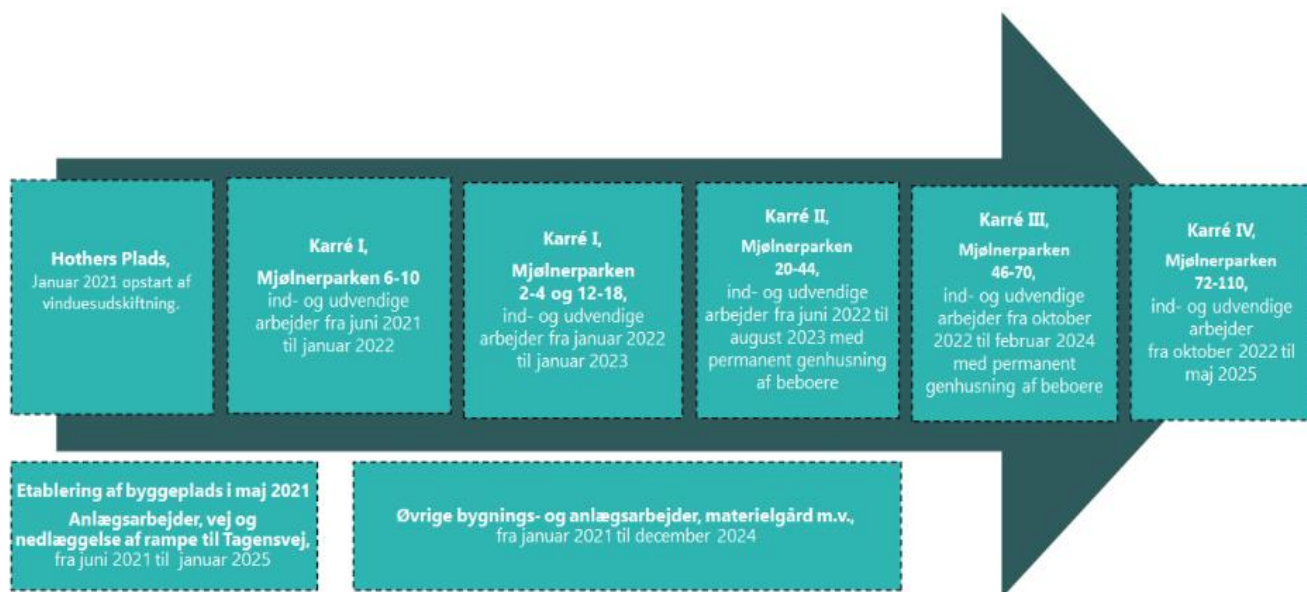 Hothers Plads,
Januar 2021 opstart af
vinduesudskiftning.
Karré I,
Mjølnerparken 6-10
ind- og udvendige
arbejder fra juni 2021
til januar 2022
Karré I,
Mjølnerparken
2-4 og 12-18,
ind- og udvendige
arbejder fra januar 2022
til januar 2023
Karré II,
Mjølnerparken
20-44,
ind- og udvendige
arbejder fra juni 2022 til
august 2023 med
permanent genhusning
af beboere
Karré III,
Mjølnerparken
46-70,
ind- og udvendige
arbejder fra oktober
2022 til februar 2024
med permanent
genhusning af beboere
Karré IV,
Mjølnerparken
72-110,
ind- og udvendige
arbejder
fra oktober 2022 til
maj 2025
Etablering af byggeplads i maj 2021
Anlægsarbejder, vej og
nedlæggelse af rampe til Tagensvej,
fra juni 2021 til januar 2025
Øvrige bygnings- og anlægsarbejder, materielgård m.v.,
fra januar 2021 til december 2024